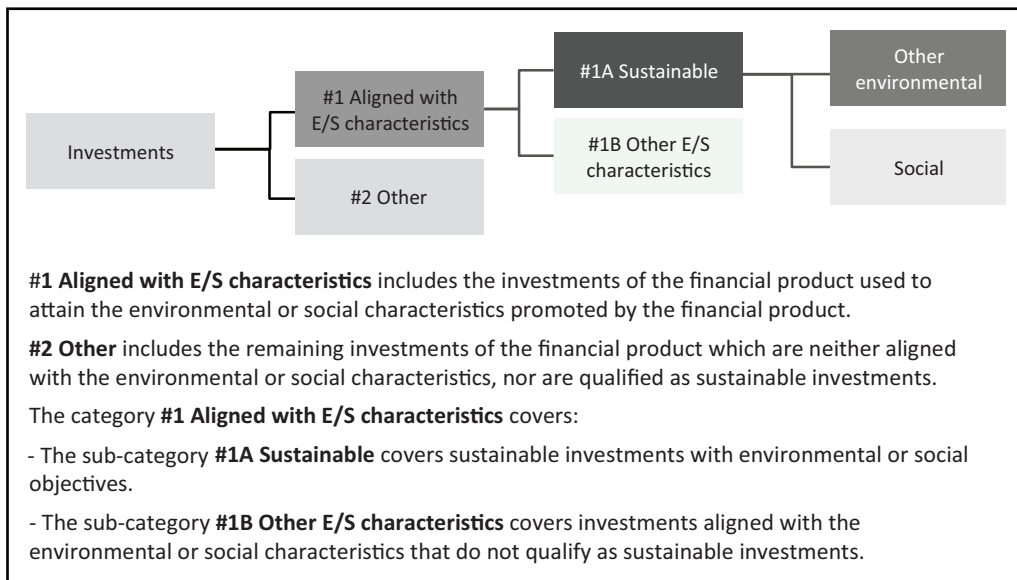 Investments
#1 Aligned with
E/S characteristics
#2 Other
#1A Sustainable
#1B Other E/S
characteristics
Other
environmental
Social
#1 Aligned with E/S characteristics includes the investments of the financial product used to
attain the environmental or social characteristics promoted by the financial product.
#2 Other includes the remaining investments of the financial product which are neither aligned
with the environmental or social characteristics, nor are qualified as sustainable investments.
The category #1 Aligned with E/S characteristics covers:
- The sub-category #1A Sustainable covers sustainable investments with environmental or social
objectives.
- The sub-category #1B Other E/S characteristics covers investments aligned with the
environmental or social characteristics that do not qualify as sustainable investments.